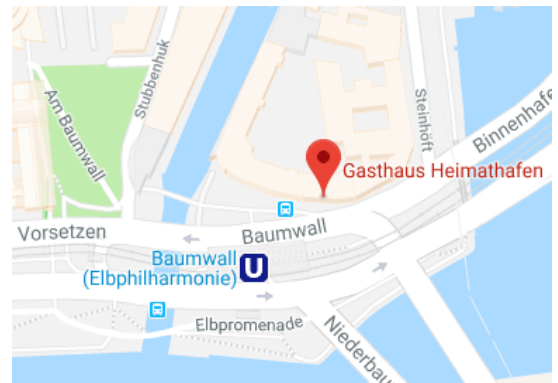 Stubbenhuk
Am Baumwall
Steinhöft
Binnenhafe
Gasthaus Heimathafen
Vorsetzen
Baumwall
Baumwall
(Elbphilharmonie)
U
Elbpromenade
Niederbau